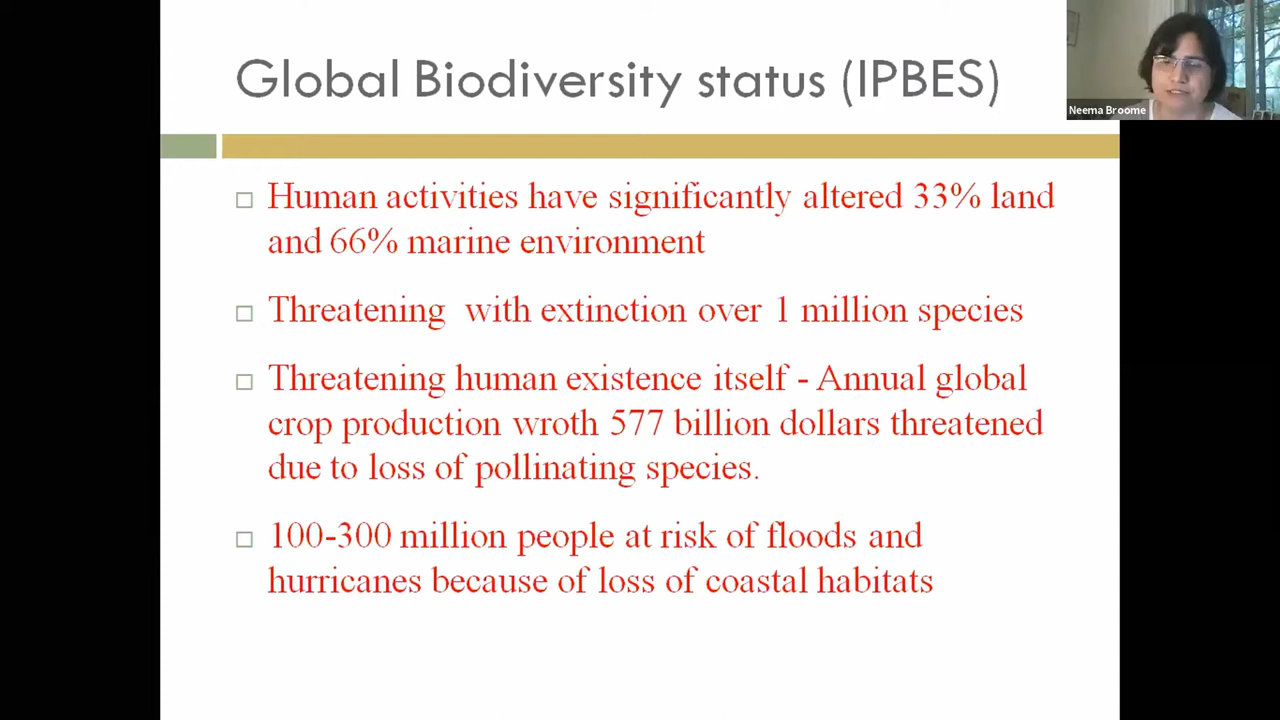 Global Biodiversity status (IPBES)
Neema Broome
Human activities have significantly altered 33% land
and 66% marine environment
Threatening with extinction over 1 million species
Threatening human existence itself - Annual global
crop production wroth 577 billion dollars threatened
due to loss of pollinating species.
100-300 million people at risk of floods and
hurricanes because of loss of coastal habitats